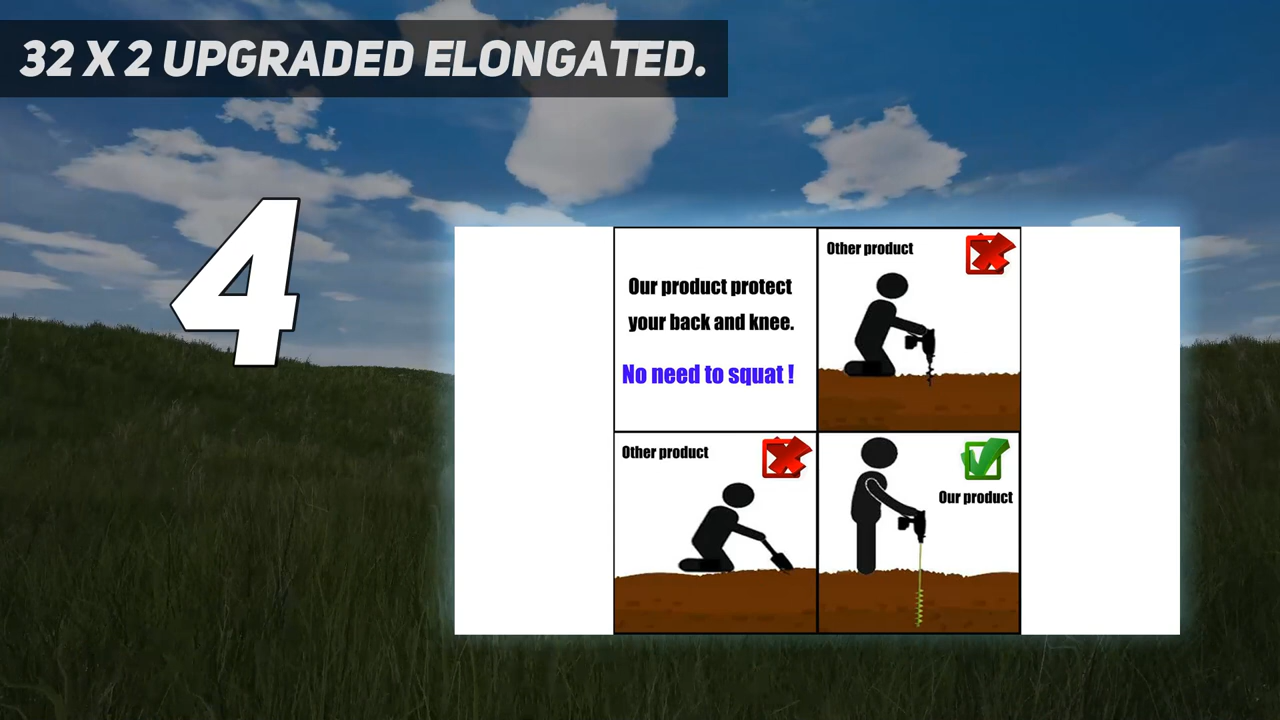 32 X 2 UPGRADED ELONGATED.
4
Our product protect
your back and knee.
No need to squat !
Other product
Other product
Our product